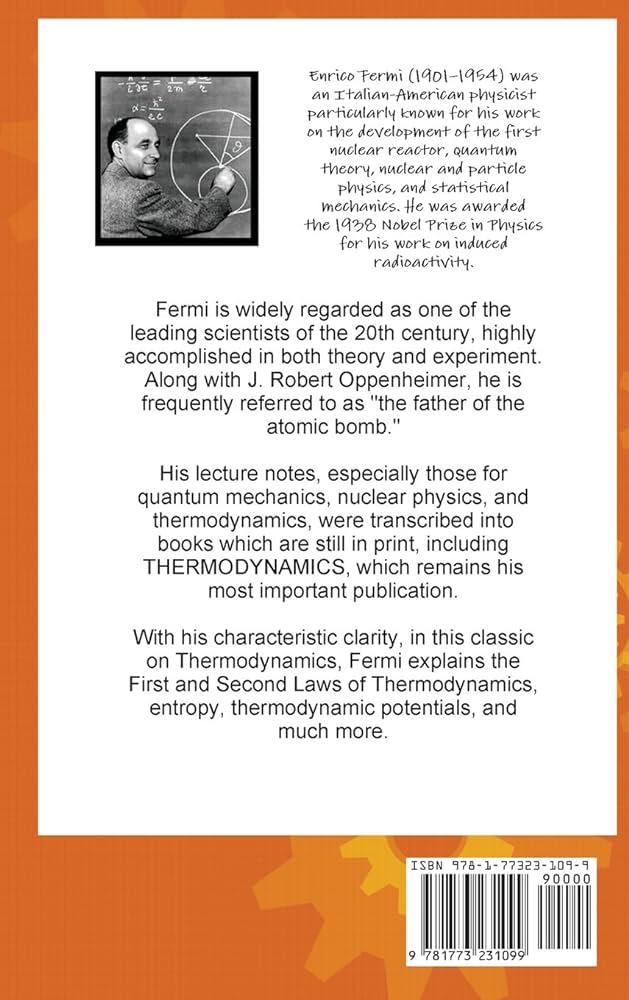 Enrico Fermi (1901–1954) was
an Italian-American physicist
particularly known for his work
on the development of the first
nuclear reactor, quantum
theory, nuclear and particle
physics, and statistical
mechanics. He was awarded
the 1938 Nobel Prize in Physics
for his work on induced
radioactivity.
Fermi is widely regarded as one of the
leading scientists of the 20th century, highly
accomplished in both theory and experiment.
Along with J. Robert Oppenheimer, he is
frequently referred to as "the father of the
atomic bomb."
His lecture notes, especially those for
quantum mechanics, nuclear physics, and
thermodynamics, were transcribed into
books which are still in print, including
THERMODYNAMICS, which remains his
most important publication.
With his characteristic clarity, in this classic
on Thermodynamics, Fermi explains the
First and Second Laws of Thermodynamics,
entropy, thermodynamic potentials, and
much more.
ISBN 978-1-77323-109-9
90000
9 781773 231099